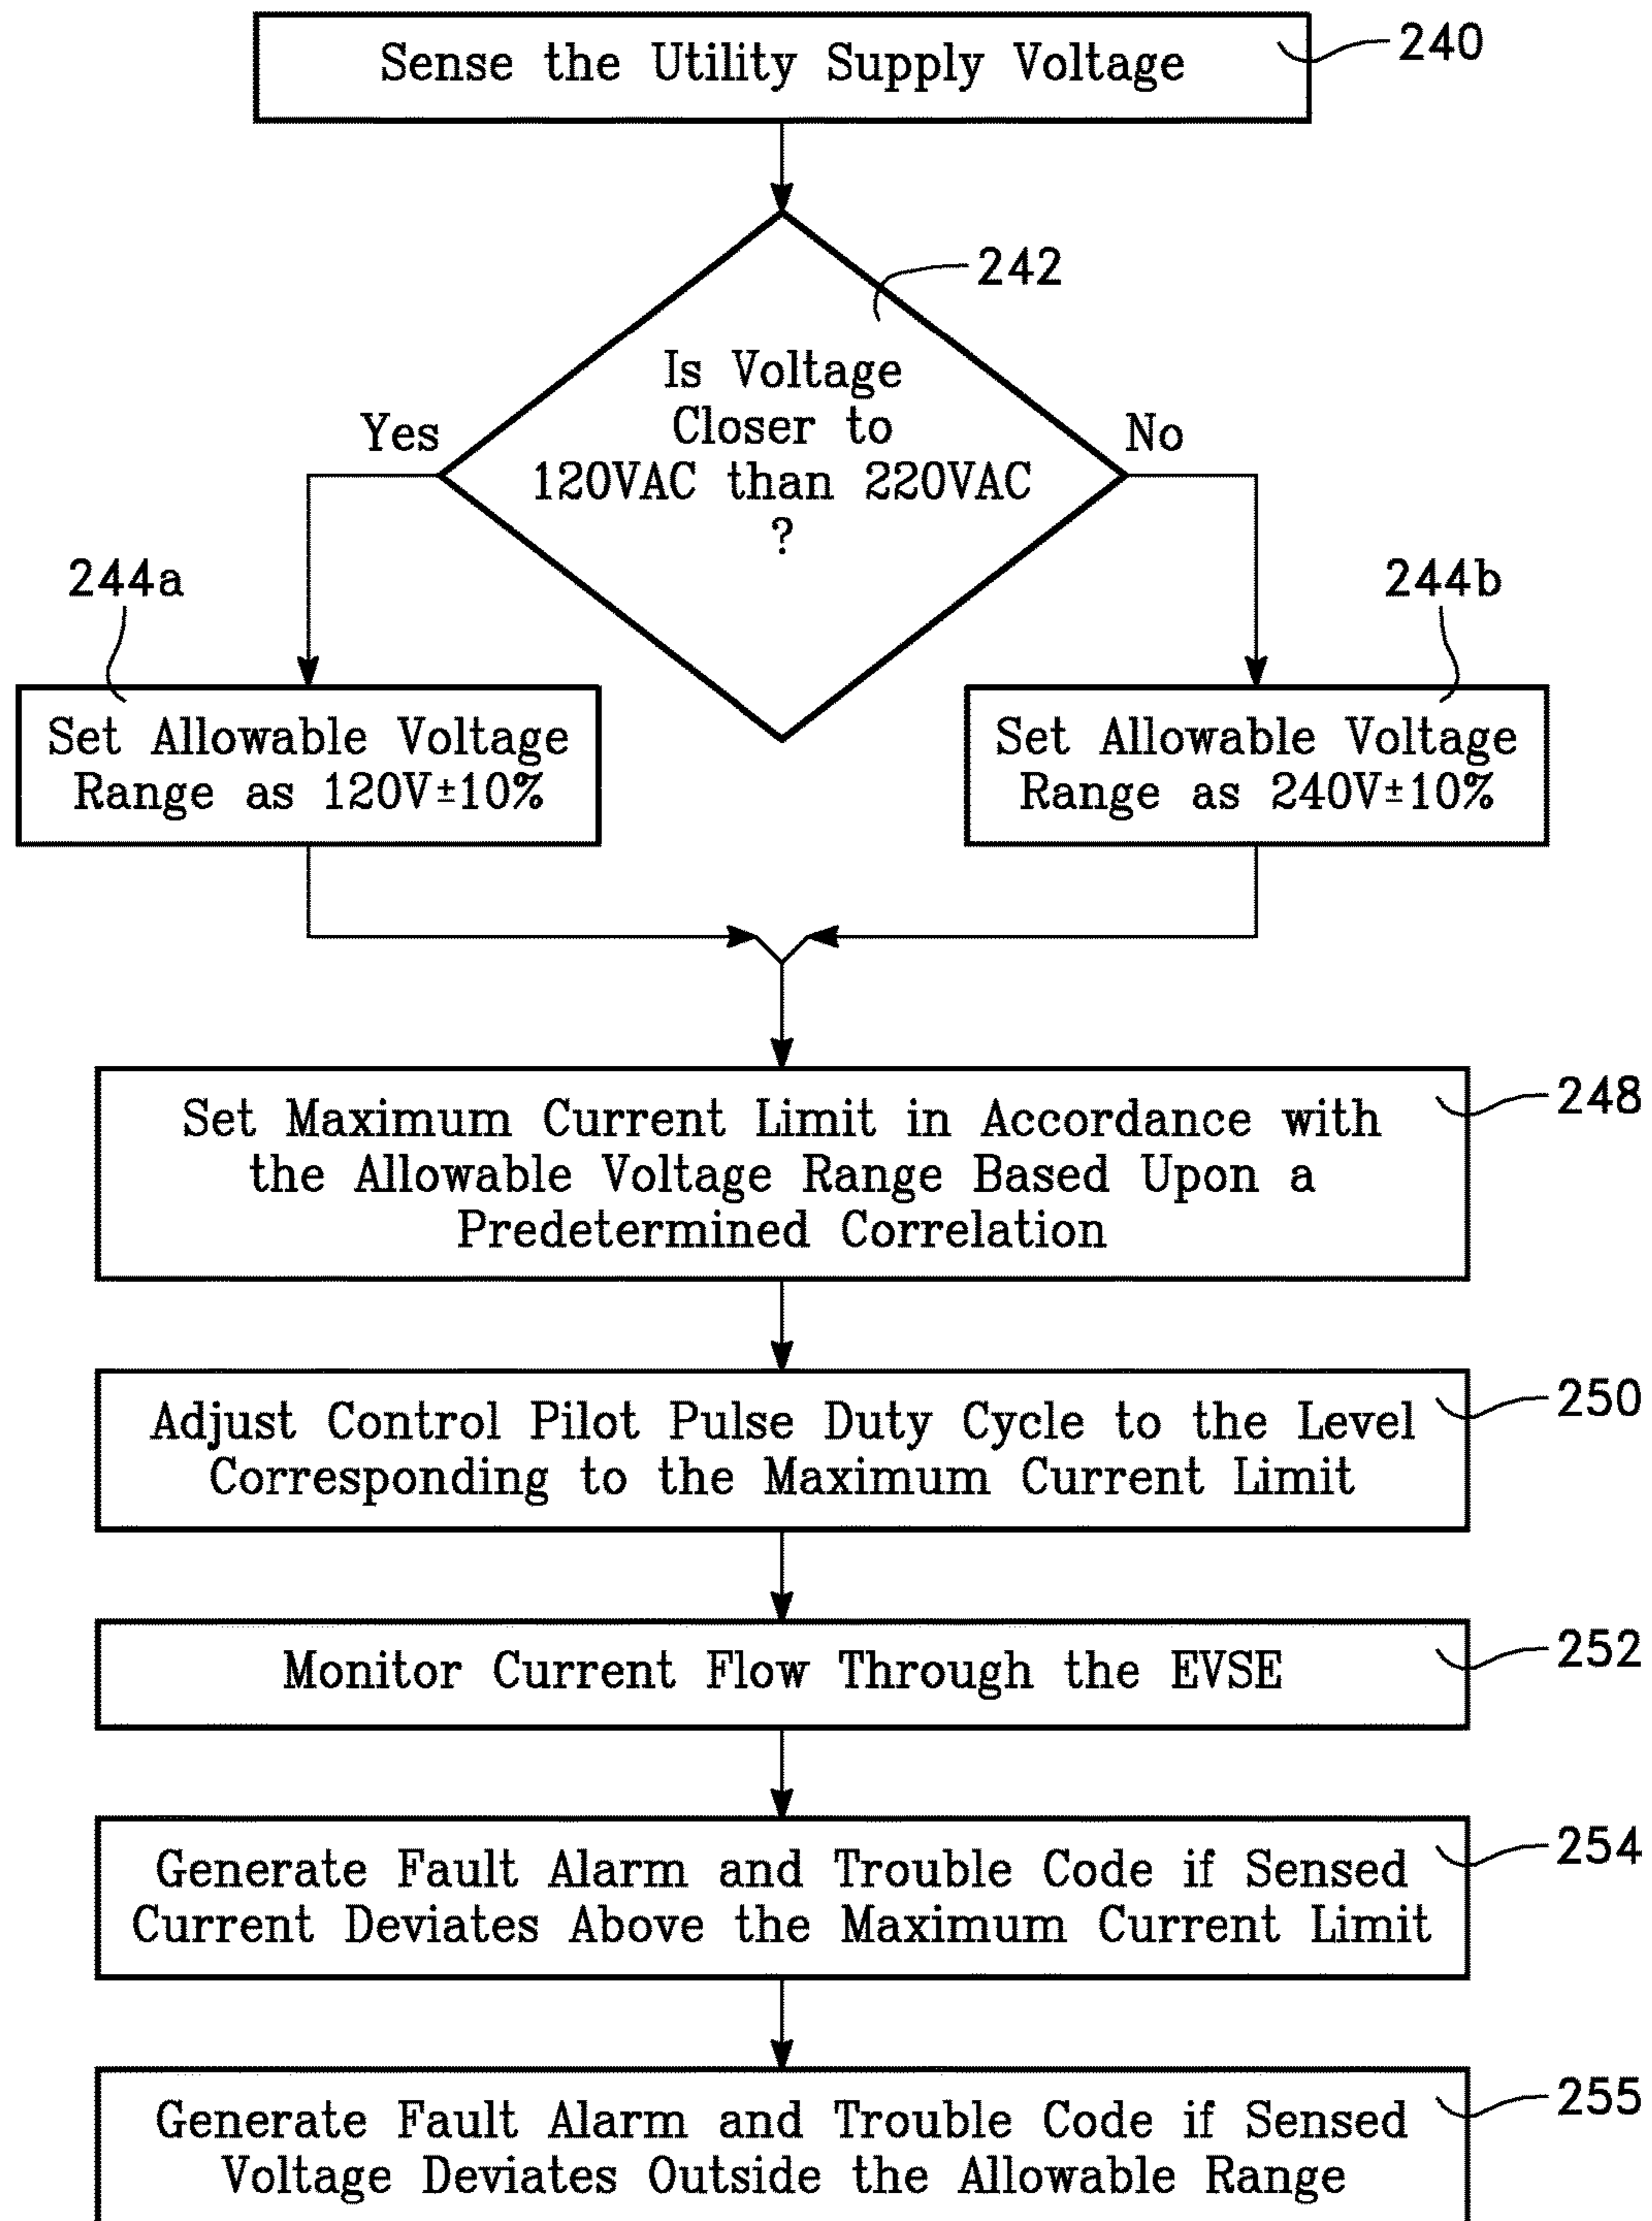 Sense the Utility Supply Voltage
240
242
Is Voltage
Closer to
120VAC than 220VAC
?
Yes
No
244a
244b
Set Allowable Voltage
Range as 120V±10%
Set Allowable Voltage
Range as 240V±10%
248
Set Maximum Current Limit in Accordance with
the Allowable Voltage Range Based Upon a
Predetermined Correlation
250
Adjust Control Pilot Pulse Duty Cycle to the Level
Corresponding to the Maximum Current Limit
252
Monitor Current Flow Through the EVSE
254
Generate Fault Alarm and Trouble Code if Sensed
Current Deviates Above the Maximum Current Limit
255
Generate Fault Alarm and Trouble Code if Sensed
Voltage Deviates Outside the Allowable Range